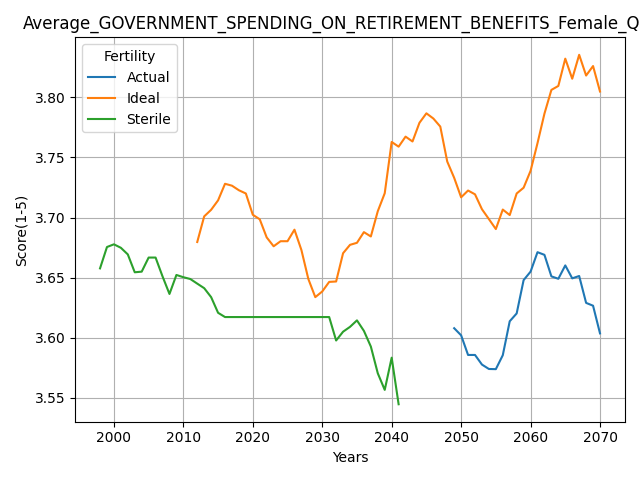 Average_GOVERNMENT_SPENDING_ON_RETIREMENT_BENEFITS_Female_Q
Fertility
Actual
Ideal
Sterile
Score(1-5)
3.80
3.75
3.70
3.65
3.60
3.55
2000 2010 2020 2030 2040 2050 2060 2070
Years